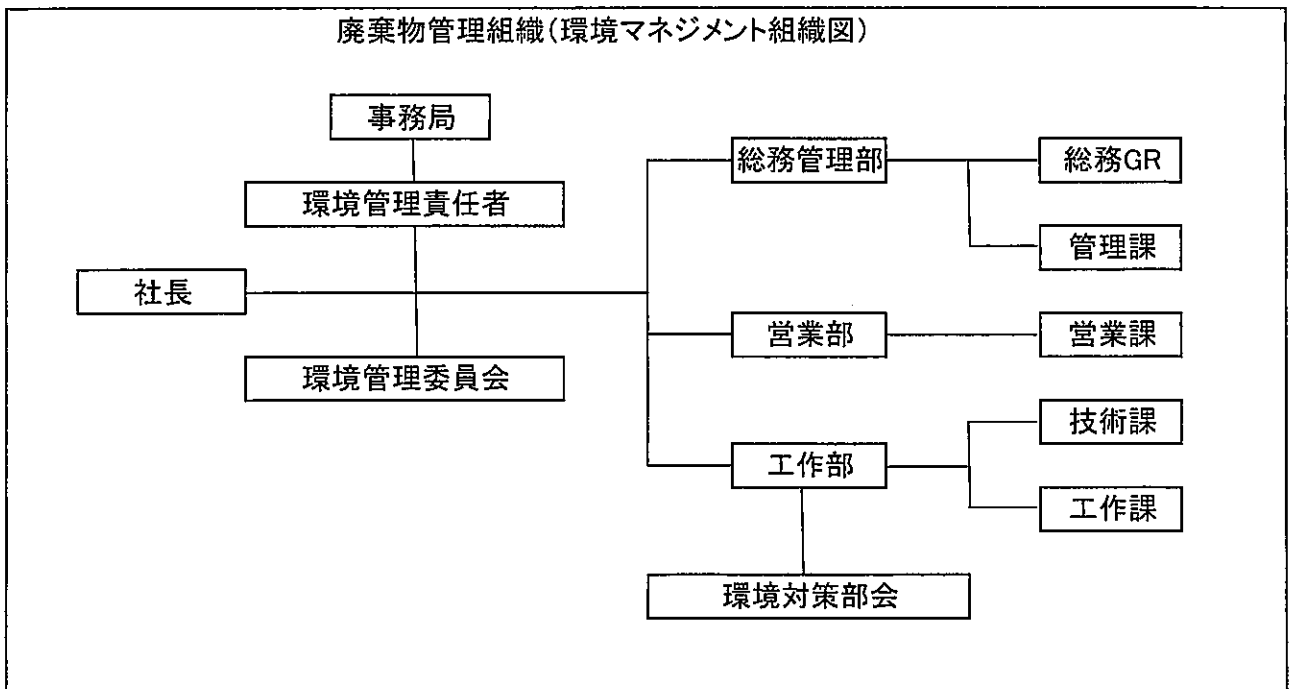 廃棄物管理組織(環境マネジメント組織図)
事務局
総務管理部
総務GR
環境管理責任者
管理課
社長
営業部
営業課
環境管理委員会
技術課
工作部
工作課
環境対策部会